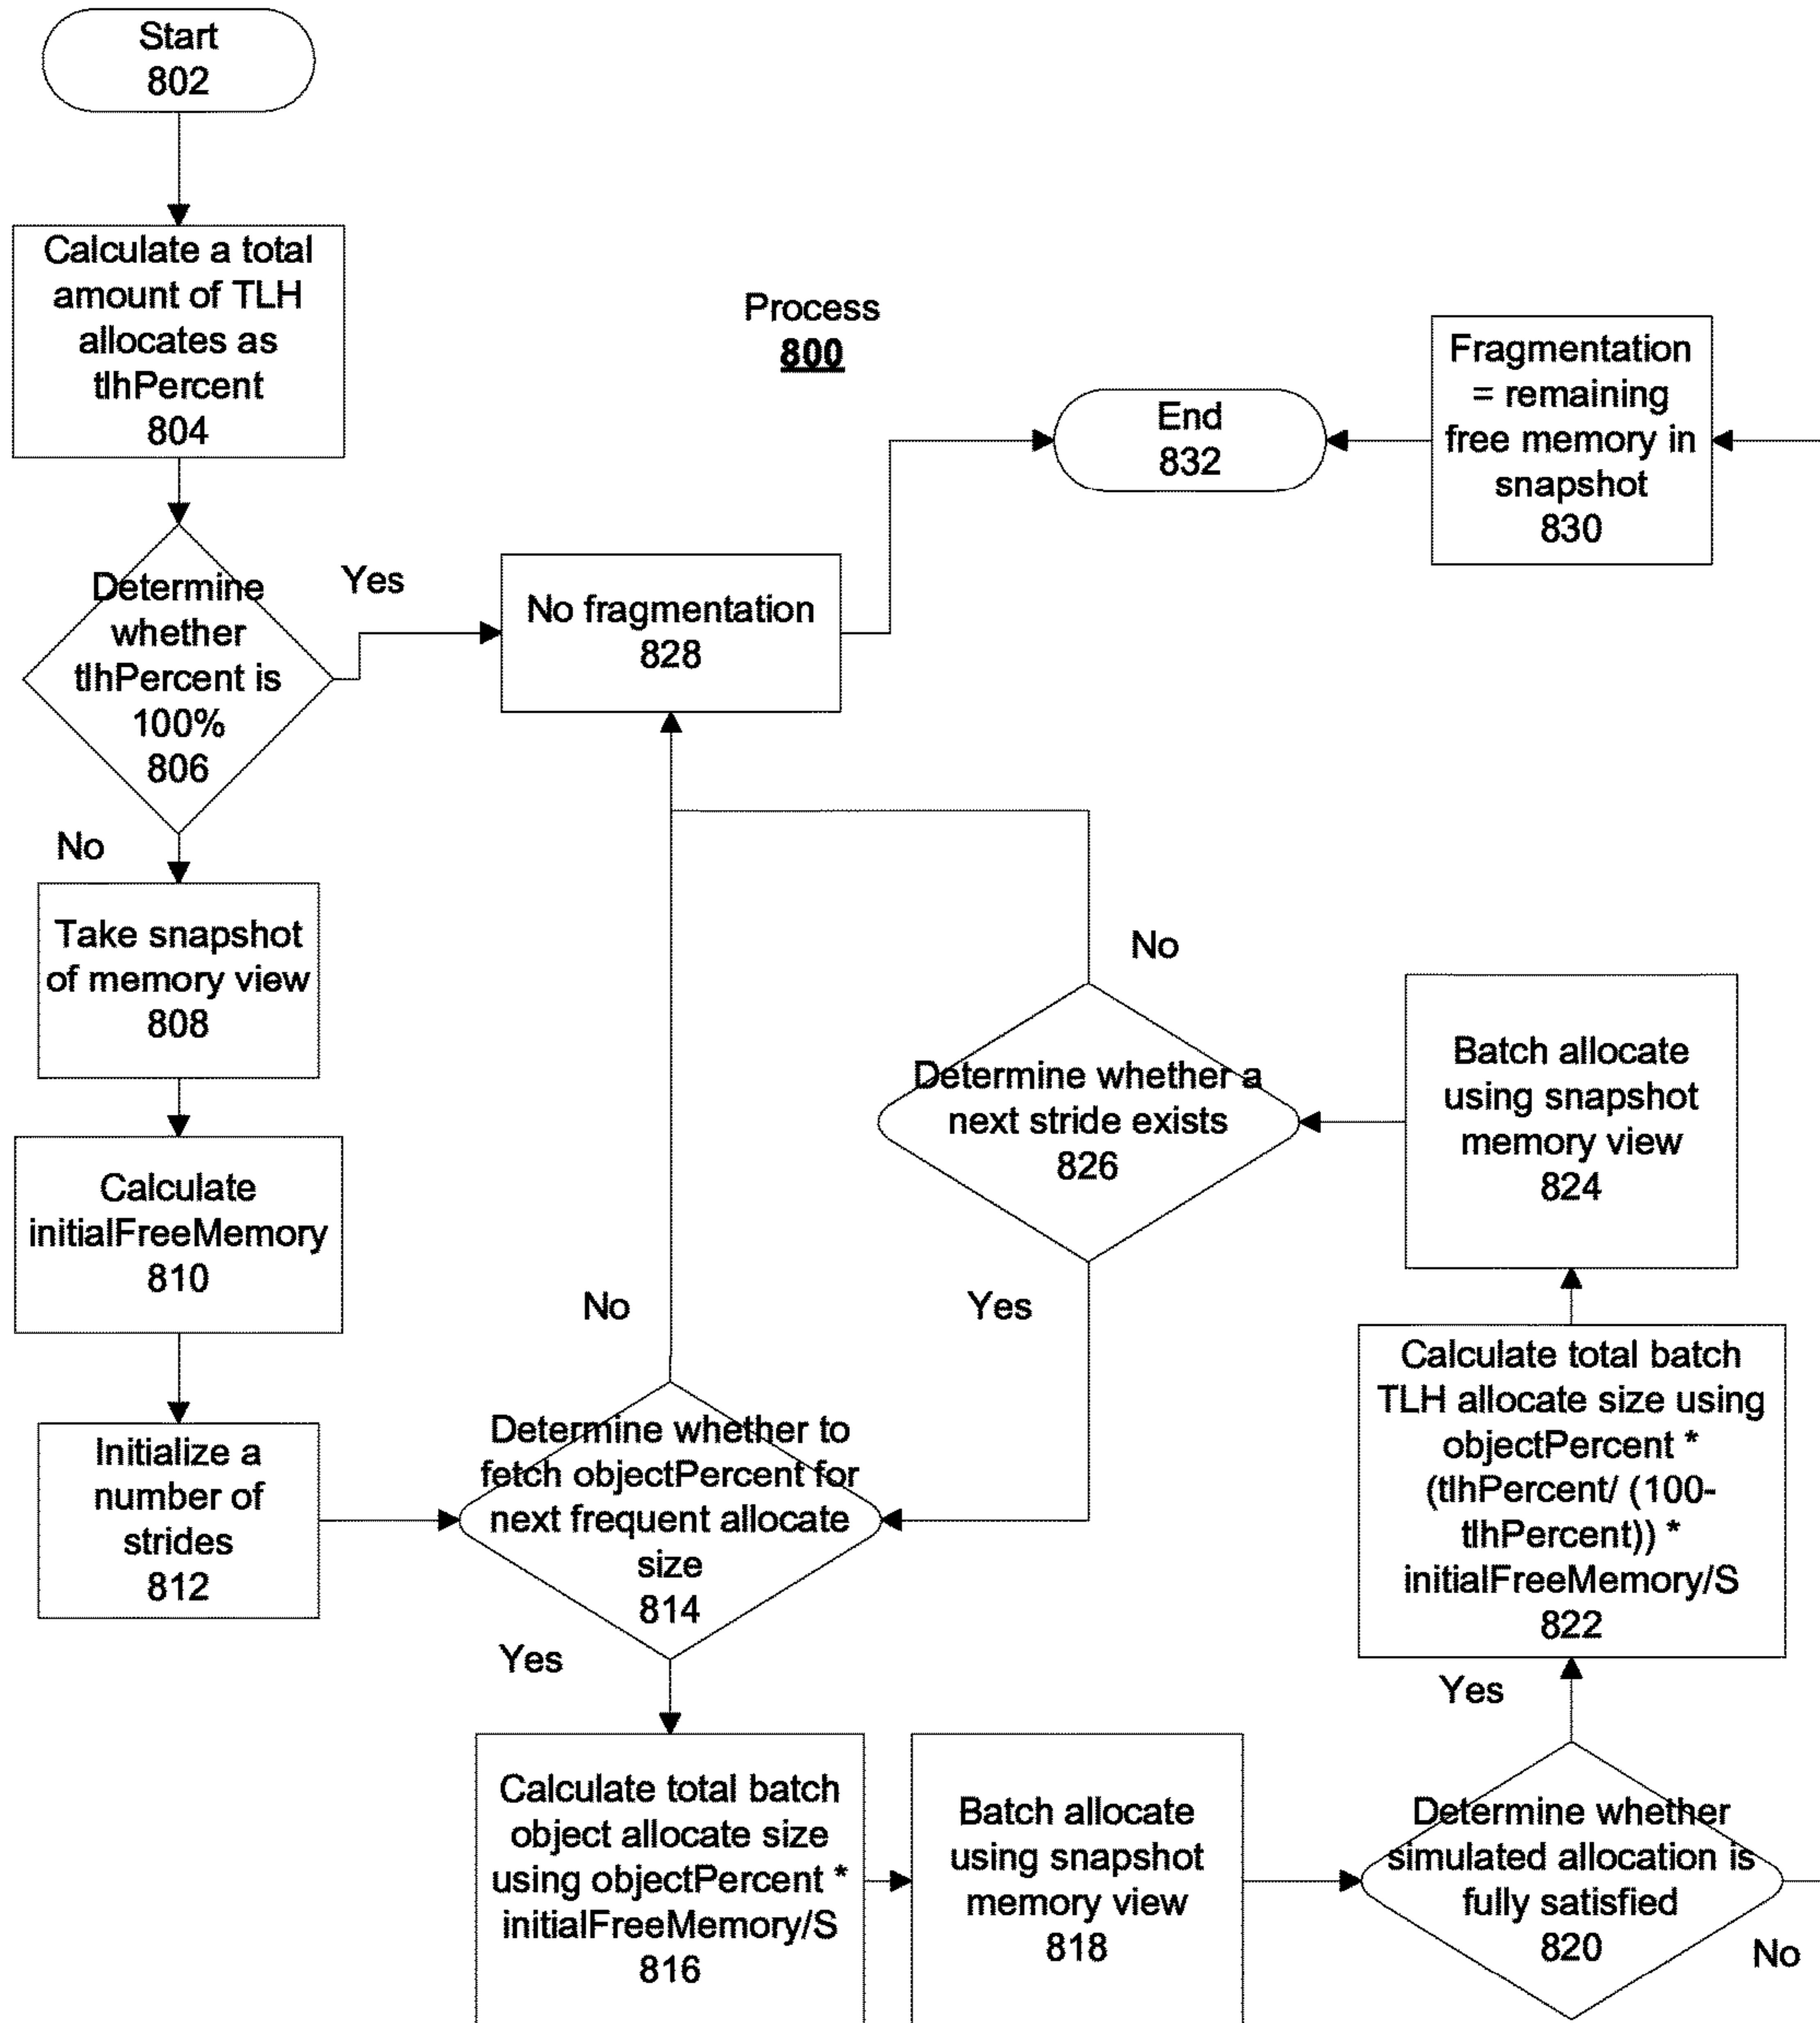 Start
802
Calculate a total
amount of TLH
allocates as
tlhPercent
804
Process
800
End
832
Fragmentation
= remaining
free memory in
snapshot
830
Determine
whether
tlhPercent is
100%
806
Yes
No fragmentation
828
No
Take snapshot
of memory view
808
Calculate
initialFreeMemory
810
Initialize a
number of
strides
812
No
Determine whether a
next stride exists
826
Yes
Batch allocate
using snapshot
memory view
824
No
Determine whether to
fetch objectPercent for
next frequent allocate
size
814
Yes
Calculate total batch
TLH allocate size using
objectPercent *
(tlhPercent/ (100-
tlhPercent)) *
initialFreeMemory/S
822
Yes
Calculate total batch
object allocate size
using objectPercent *
initialFreeMemory/S
816
Batch allocate
using snapshot
memory view
818
Determine whether
simulated allocation is
fully satisfied
820
No